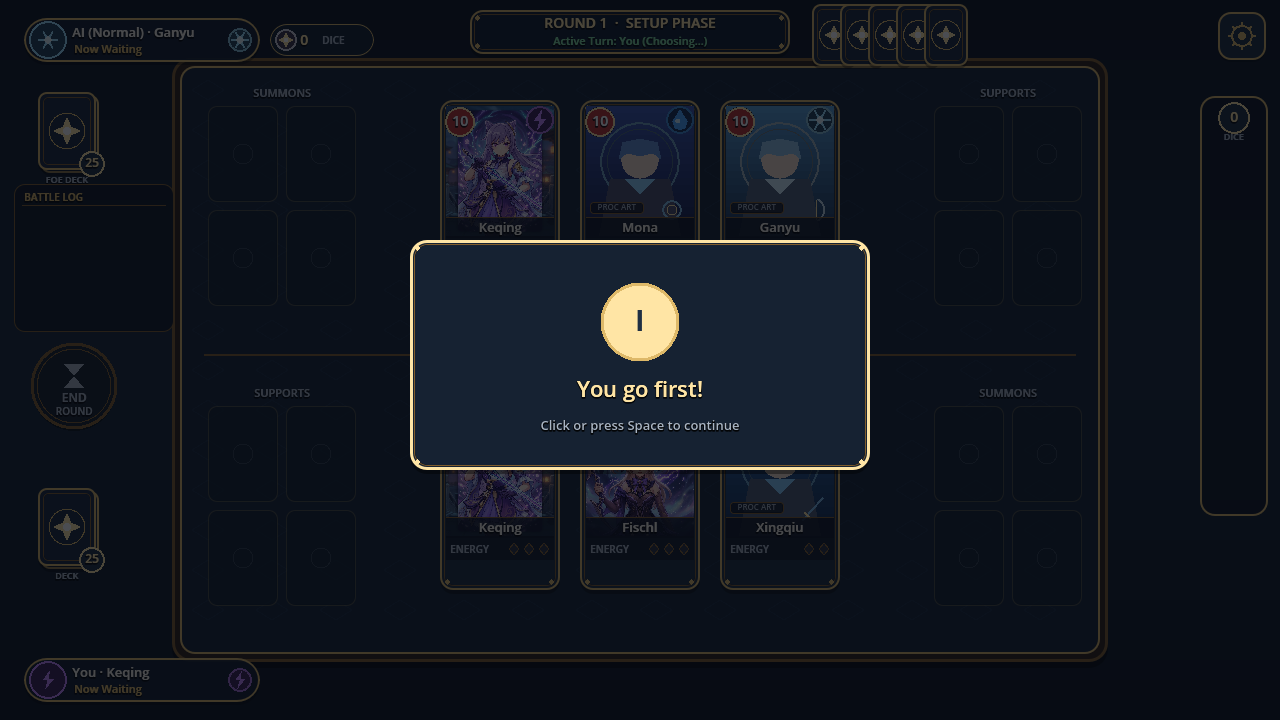 AI (Normal) · Ganyu
Now Waiting
0 DICE
ROUND 1 · SETUP PHASE
Active Turn: You (Choosing...)
SUMMONS
SUPPORTS
25
FOE DECK
BATTLE LOG
10
10
10
PROC ART
PROC ART
Keqing
Mona
Ganyu
0
DICE
I
You go first!
Click or press Space to continue
END
ROUND
SUPPORTS
SUMMONS
PROC ART
Keqing
Fischl
Xingqiu
ENERGY
ENERGY
ENERGY
25
DECK
You · Keqing
Now Waiting